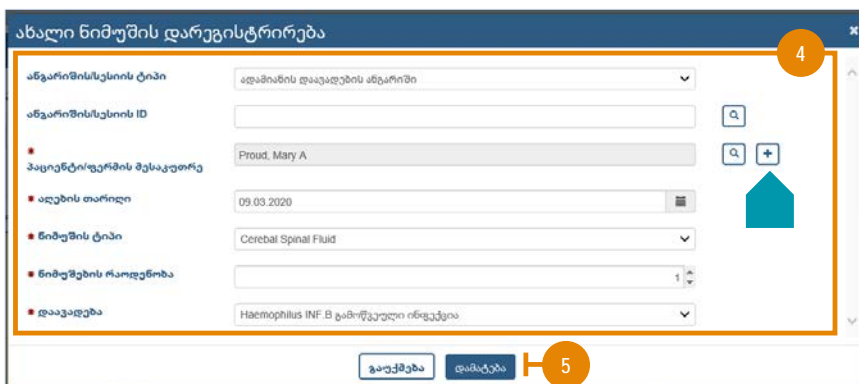 ახალი ნიმუშის დარეგისტრირება
4
ანგარიშის/სესიის ტიპი
ადამიანის დაავადების ანგარიში
ანგარიშის/სესიის ID
*
პაციენტი/ფერმის მესაკუთრე
Proud, Mary A
* აღების თარიღი
09.03.2020
* ნიმუშის ტიპი
Cerebal Spinal Fluid
* ნიმუშების რაოდენობა
1
* დაავადება
Haemophilus INF.B გამოწვეული ინფექცია
გაუქმება
დამატება
5